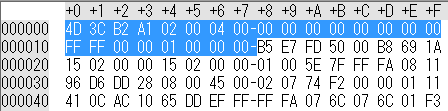 +0 +1 +2 +3 +4 +5 +6 +7 +8 +9 +A +B +C +D +E +F
000000 4D 3C B2 A1 02 00 04 00-00 00 00 00 00 00 00 00
000010 FF FF 00 00 01 00 00 00-B5 E7 FD 50 00 B8 69 1A
000020 15 02 00 00 15 02 00 00-01 00 5E 7F FF FA 08 11
000030 96 D6 DD 28 08 00 45 00-02 07 74 F2 00 00 01 11
000040 41 0C AC 10 65 DD EF FF-FF FA 06 6C 07 6C 01 F3